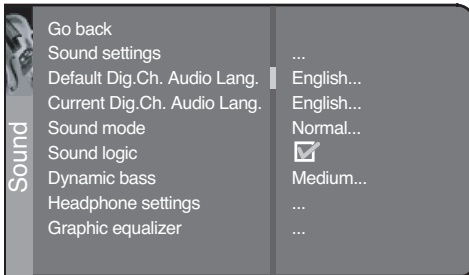 Sound
Go back
Sound settings ...
Default Dig.Ch. Audio Lang. English...
Current Dig.Ch. Audio Lang. English...
Sound mode Normal...
Sound logic
Dynamic bass Medium...
Headphone settings ...
Graphic equalizer ...